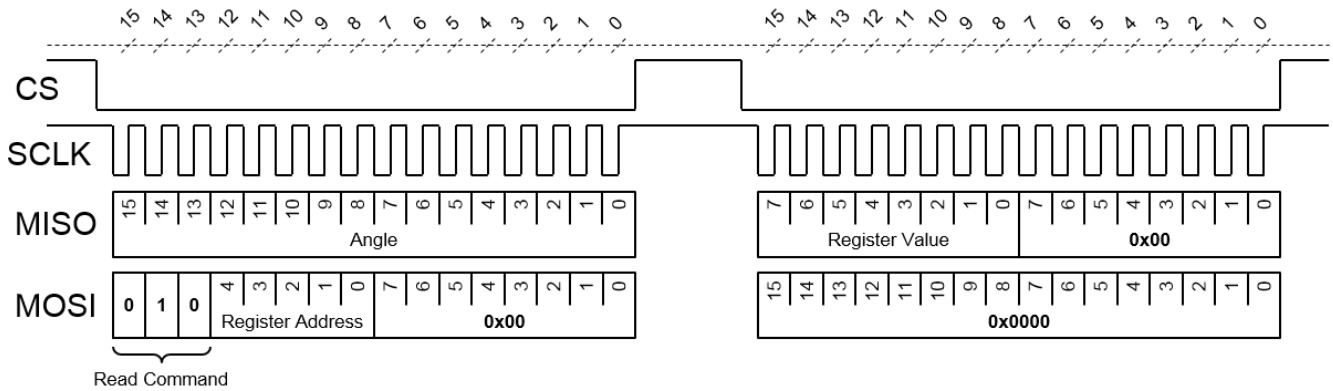 15 14 13 12 11 10 9 8 7 6 5 4 3 2 1 0 15 14 13 12 11 10 9 8 7 6 5 4 3 2 1 0
CS
SCLK
MISO 15 14 13 12 11 10 9 8 7 6 5 4 3 2 1 0 7 6 5 4 3 2 1 0 7 6 5 4 3 2 1 0
Angle Register Value 0x00
MOSI 0 1 0 4 3 2 1 0 7 6 5 4 3 2 1 0 15 14 13 12 11 10 9 8 7 6 5 4 3 2 1 0
Register Address 0x00 0x0000
Read Command